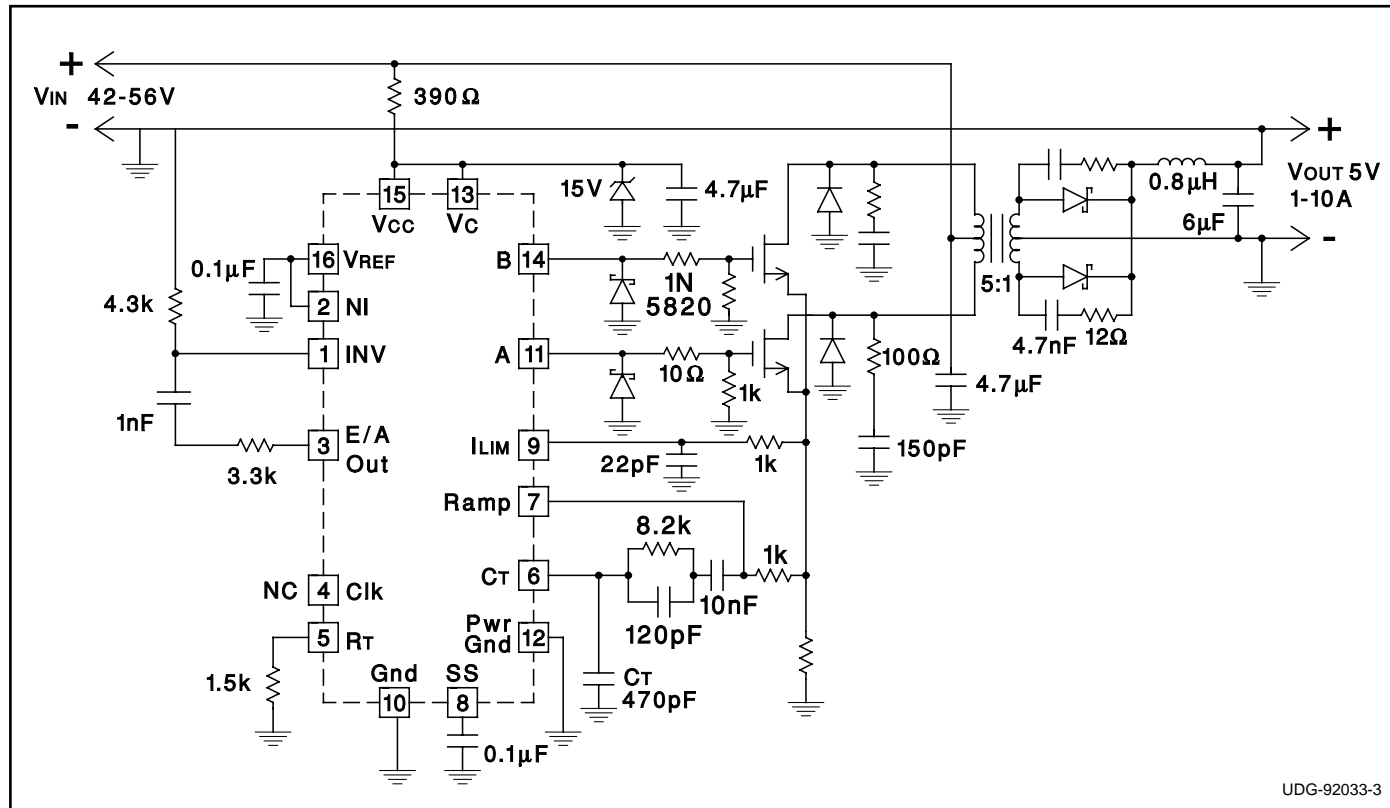 +
VIN 42-56V
-
390Ω
+
VOUT 5V
1-10A
-
15V
4.7µF
0.8µH
6µF
15
VCC
13
VC
0.1µF
16 VREF
2 NI
4.3k
1 INV
1nF
3 E/A
Out
3.3k
NC 4 Clk
5 RT
1.5k
Gnd
10
SS
8
0.1µF
B 14
1N
5820
A 11
10Ω
1k
ILIM 9
22pF
1k
Ramp 7
8.2k
1k
CT 6
10nF
120pF
Pwr
Gnd 12
CT
470pF
100Ω
150pF
4.7µF
5:1
4.7nF
12Ω
UDG-92033-3